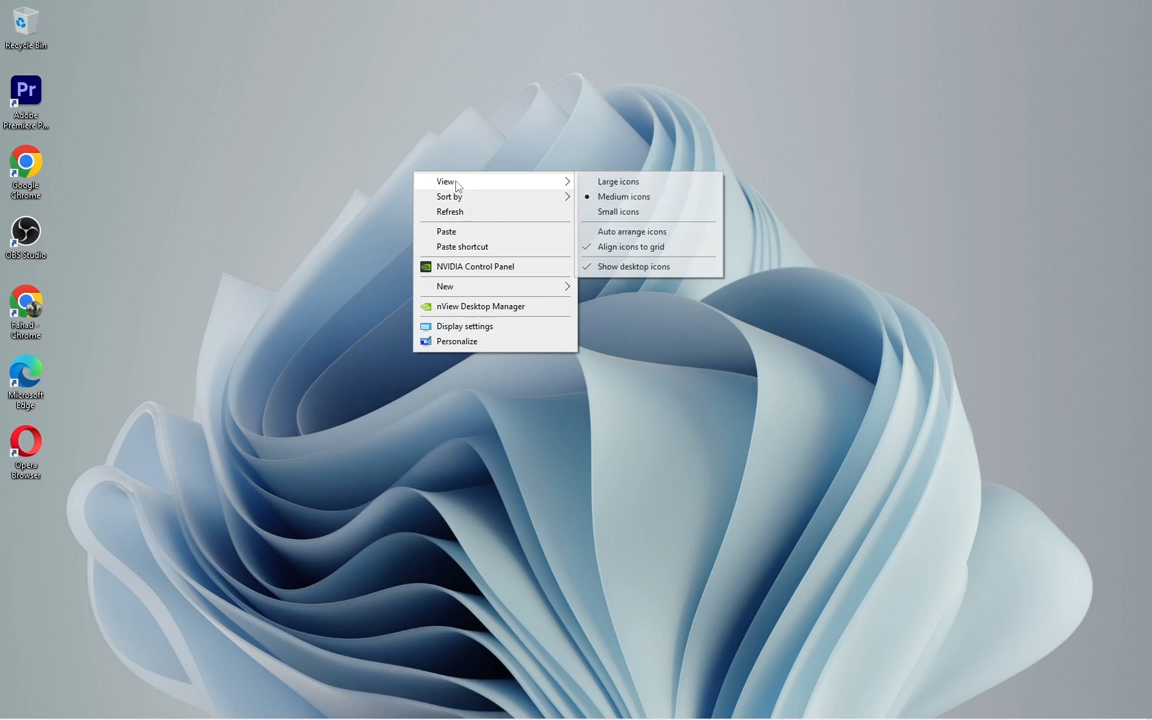 Recycle Bin
Pr
Adobe
Premiere P...
Google
Chrome
OBS Studio
Fahad -
Chrome
Microsoft
Edge
Opera
Browser
View
Sort by
Refresh
Paste
Paste shortcut
NVIDIA Control Panel
New
nView Desktop Manager
Display settings
Personalize
Large icons
Medium icons
Small icons
Auto arrange icons
Align icons to grid
Show desktop icons